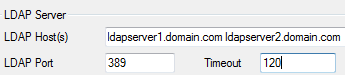 LDAP Server
LDAP Host(s) ldapserver1.domain.com ldapserver2.domain.com
LDAP Port 389 Timeout 120